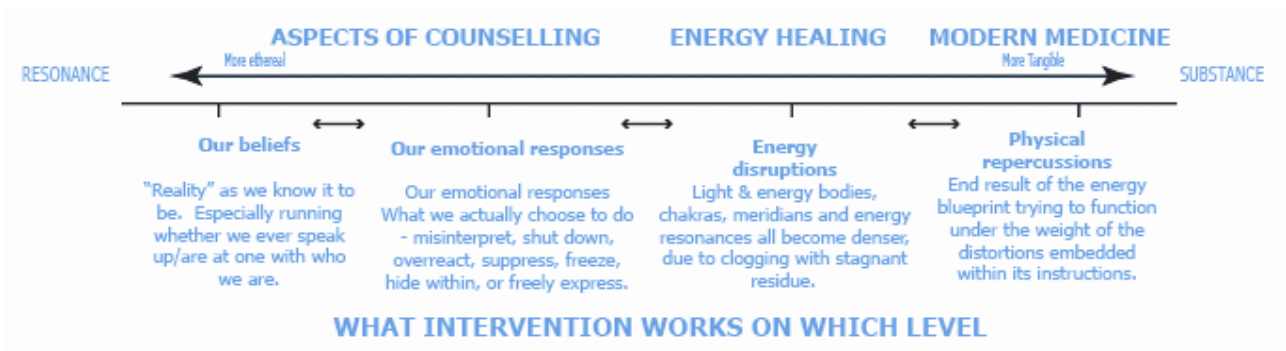 ASPECTS OF COUNSELLING
ENERGY HEALING
MODERN MEDICINE
RESONANCE
More ethereal
More Tangible
SUBSTANCE
Our beliefs
“Reality” as we know it to
be. Especially running
whether we ever speak
up/are at one with who
we are.
Our emotional responses
Our emotional responses
What we actually choose to do
- misinterpret, shut down,
overreact, suppress, freeze,
hide within, or freely express.
Energy
disruptions
Light & energy bodies,
chakras, meridians and energy
resonances all become denser,
due to clogging with stagnant
residue.
Physical
repercussions
End result of the energy
blueprint trying to function
under the weight of the
distortions embedded
within its instructions.
WHAT INTERVENTION WORKS ON WHICH LEVEL